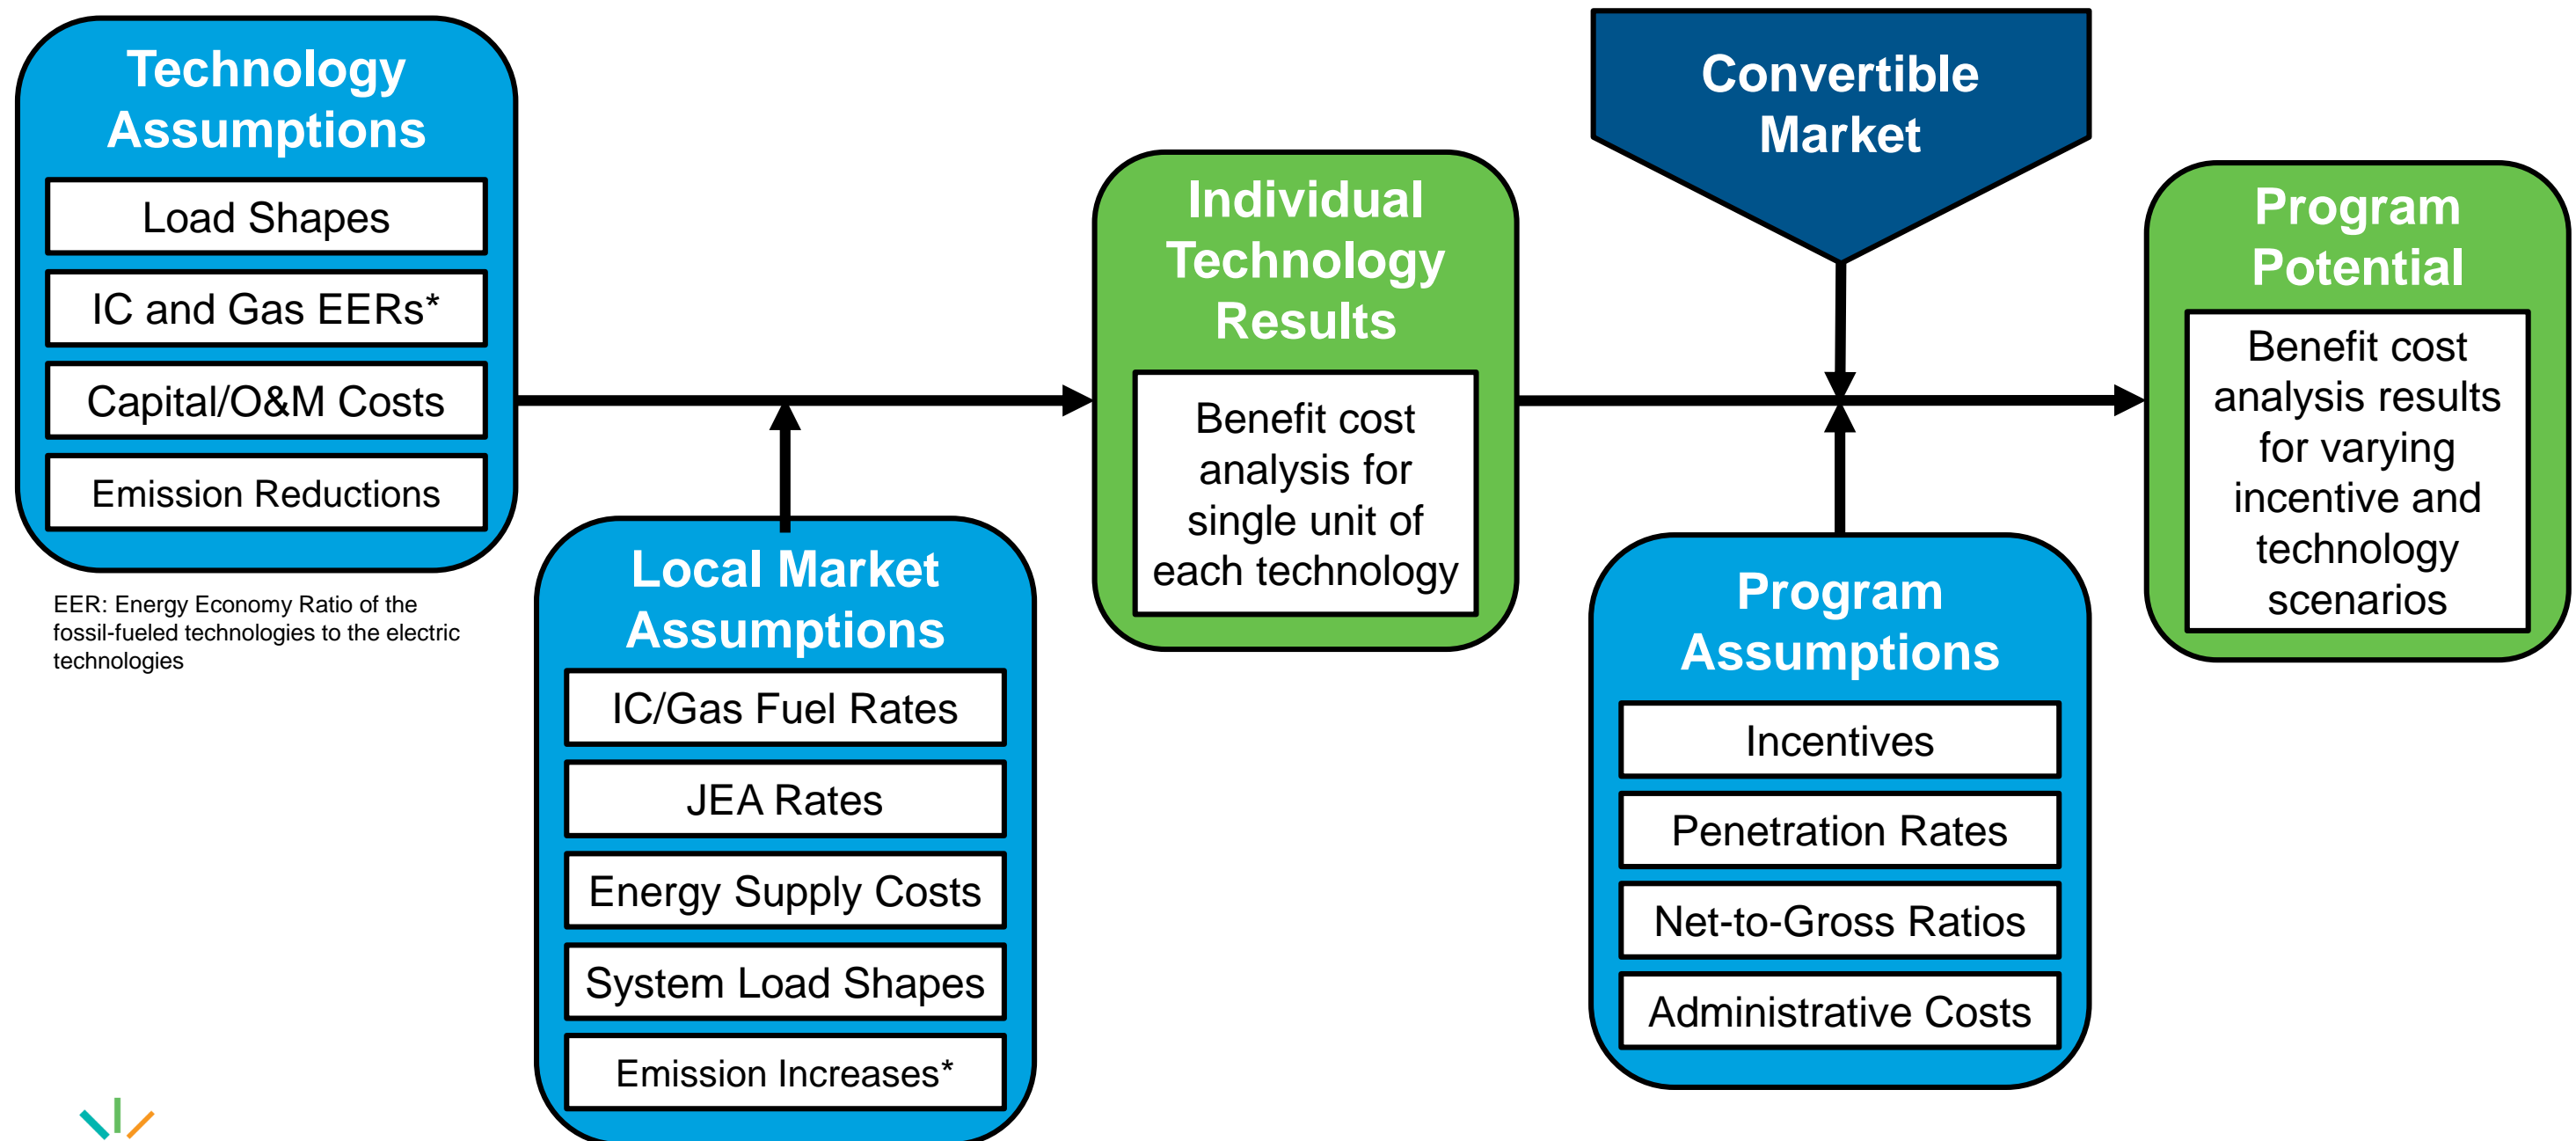 Technology
Assumptions
Load Shapes
IC and Gas EERs*
Capital/O&M Costs
Emission Reductions
EER: Energy Economy Ratio of the
fossil-fueled technologies to the electric
technologies
Local Market
Assumptions
IC/Gas Fuel Rates
JEA Rates
Energy Supply Costs
System Load Shapes
Emission Increases*
Individual
Technology
Results
Benefit cost
analysis for
single unit of
each technology
Convertible
Market
Program
Assumptions
Incentives
Penetration Rates
Net-to-Gross Ratios
Administrative Costs
Program
Potential
Benefit cost
analysis results
for varying
incentive and
technology
scenarios